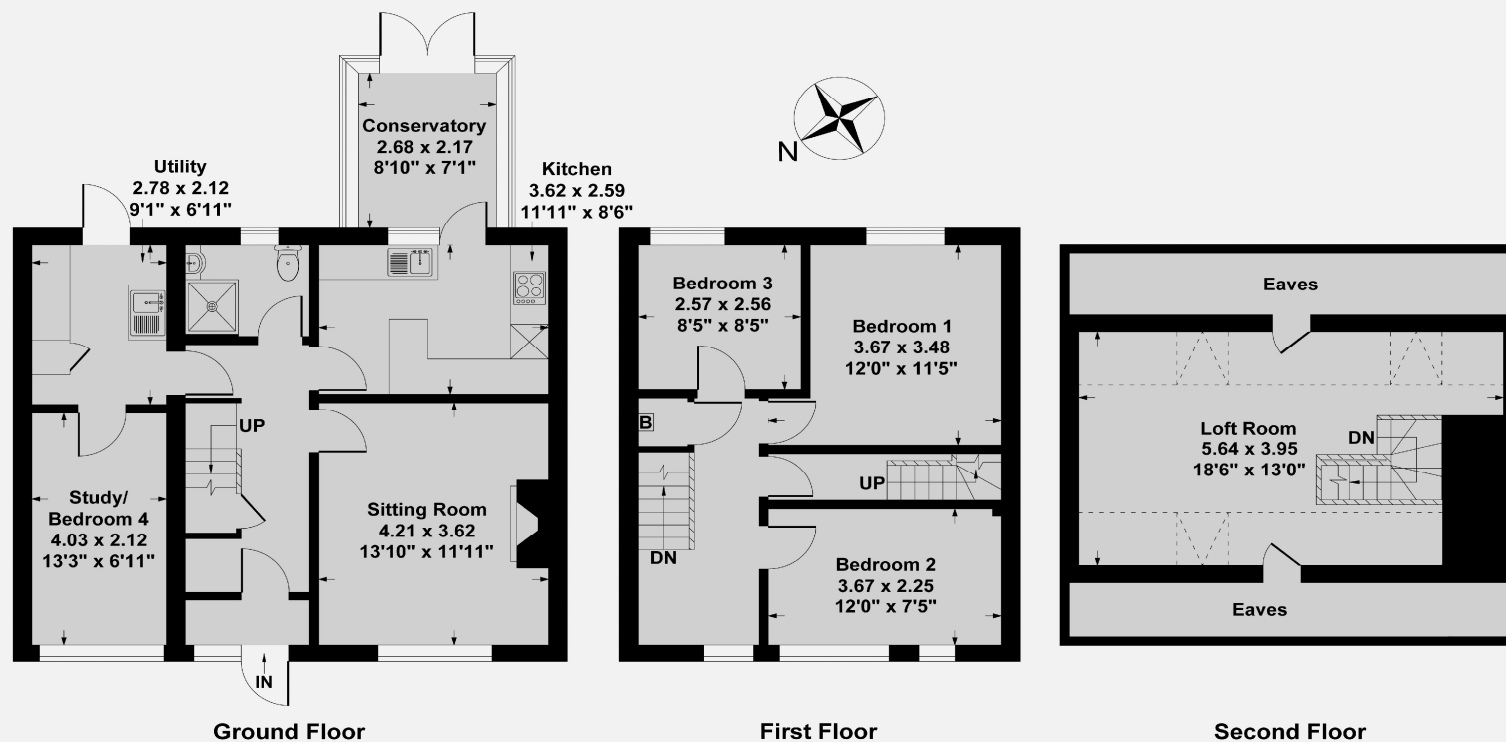 Conservatory
2.68 x 2.17
8'10" x 7'1"
Utility
2.78 x 2.12
9'1" x 6'11"
Kitchen
3.62 x 2.59
11'11" x 8'6"
UP
Study/
Bedroom 4
4.03 x 2.12
13'3" x 6'11"
Sitting Room
4.21 x 3.62
13'10" x 11'11"
IN
Ground Floor
N
Bedroom 3
2.57 x 2.56
8'5" x 8'5"
Bedroom 1
3.67 x 3.48
12'0" x 11'5"
B
UP
DN
Bedroom 2
3.67 x 2.25
12'0" x 7'5"
First Floor
Eaves
Loft Room
5.64 x 3.95
18'6" x 13'0"
DN
Eaves
Second Floor